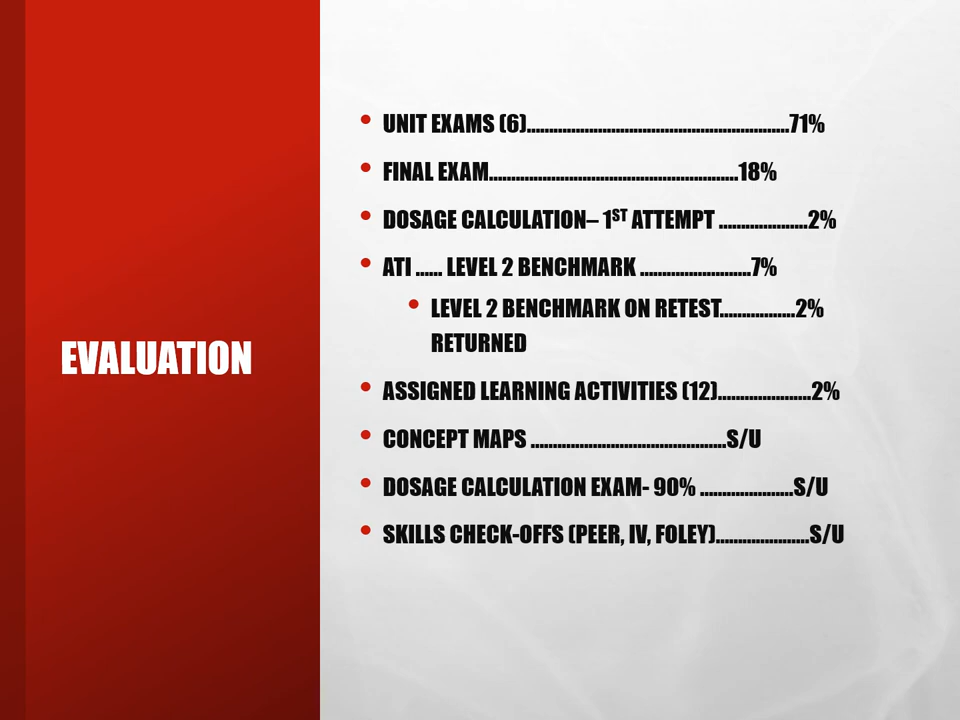 EVALUATION
• UNIT EXAMS (6)...........................................................71%
• FINAL EXAM........................................................18%
• DOSAGE CALCULATION– 1ST ATTEMPT ....................2%
• ATI ...... LEVEL 2 BENCHMARK .........................7%
• LEVEL 2 BENCHMARK ON RETEST.................2%
RETURNED
• ASSIGNED LEARNING ACTIVITIES (12).....................2%
• CONCEPT MAPS ............................................S/U
• DOSAGE CALCULATION EXAM- 90% .....................S/U
• SKILLS CHECK-OFFS (PEER, IV, FOLEY).....................S/U